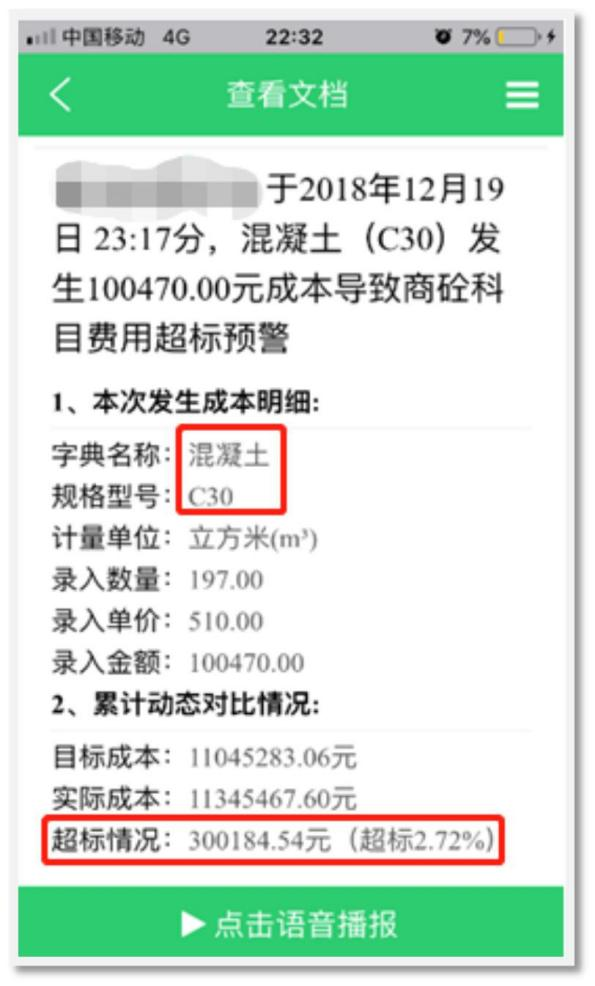 中国移动 4G 22:32 7%
查看文档
于2018年12月19
日 23:17分，混凝土（C30）发
生100470.00元成本导致商砼科
目费用超标预警
1、本次发生成本明细:
字典名称： 混凝土
规格型号： C30
计量单位： 立方米(m³)
录入数量： 197.00
录入单价： 510.00
录入金额： 100470.00
2、累计动态对比情况:
目标成本： 11045283.06元
实际成本： 11345467.60元
超标情况： 300184.54元（超标2.72%）
点击语音播报